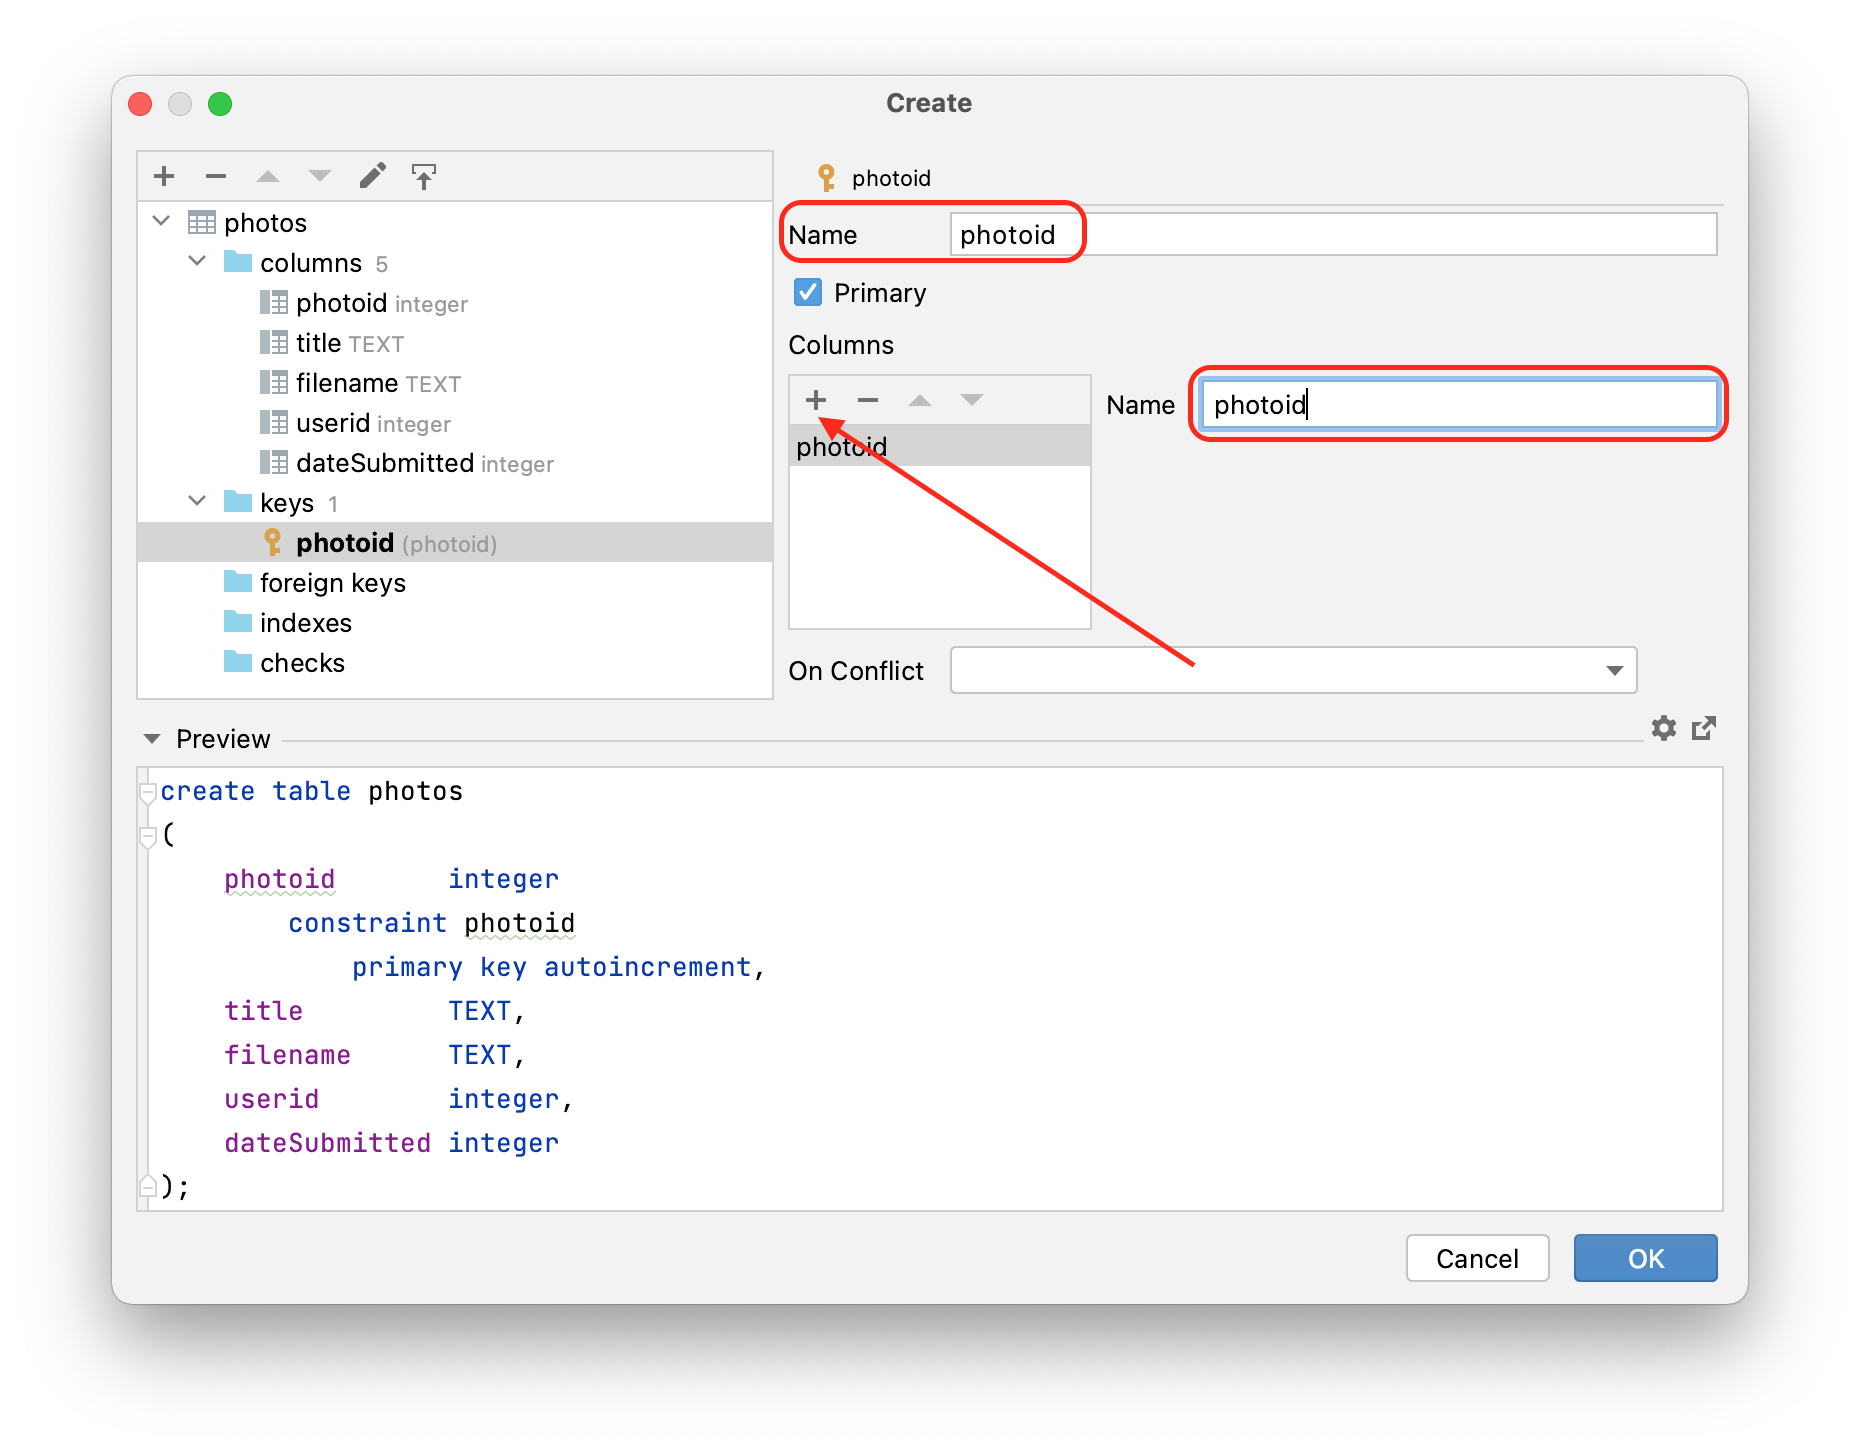 Create
photos
columns 5
photoid integer
title TEXT
filename TEXT
userid integer
dateSubmitted integer
keys 1
photoid (photoid)
foreign keys
indexes
checks
photoid
Name photoid
Primary
Columns
photoid
Name photoid
On Conflict
Preview
create table photos
(
photoid integer
constraint photoid
primary key autoincrement,
title TEXT,
filename TEXT,
userid integer,
dateSubmitted integer
);
Cancel OK